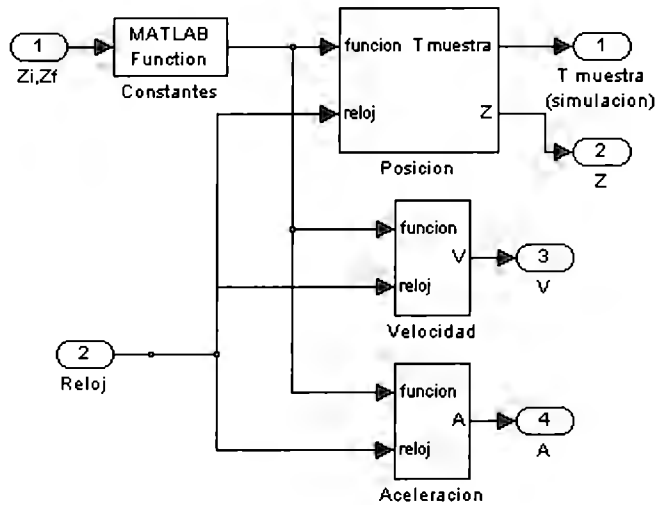 1
Zi,Zf
MATLAB
Function
Constantes
funcion
T muestra
reloj
Z
Posicion
1
T muestra
(simulacion)
2
Z
funcion
V
reloj
Velocidad
3
V
2
Reloj
funcion
A
reloj
Aceleracion
4
A